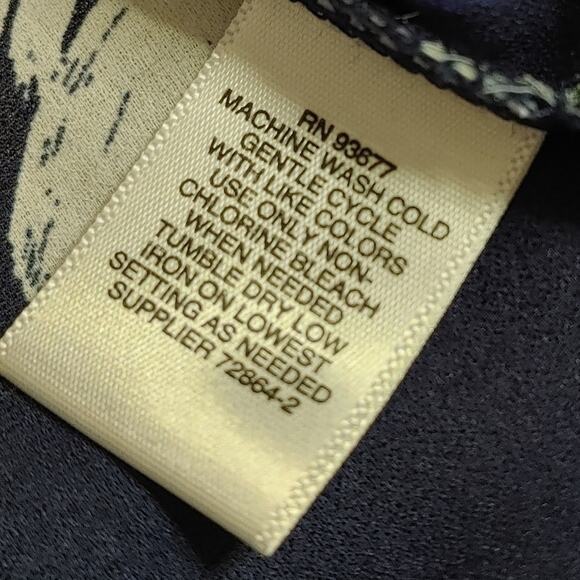 RN 93677
MACHINE WASH COLD
GENTLE CYCLE
WITH LIKE COLORS
USE ONLY NON-
CHLORINE BLEACH
WHEN NEEDED
TUMBLE DRY LOW
IRON ON LOWEST
SETTING AS NEEDED
SUPPLIER 72864-2